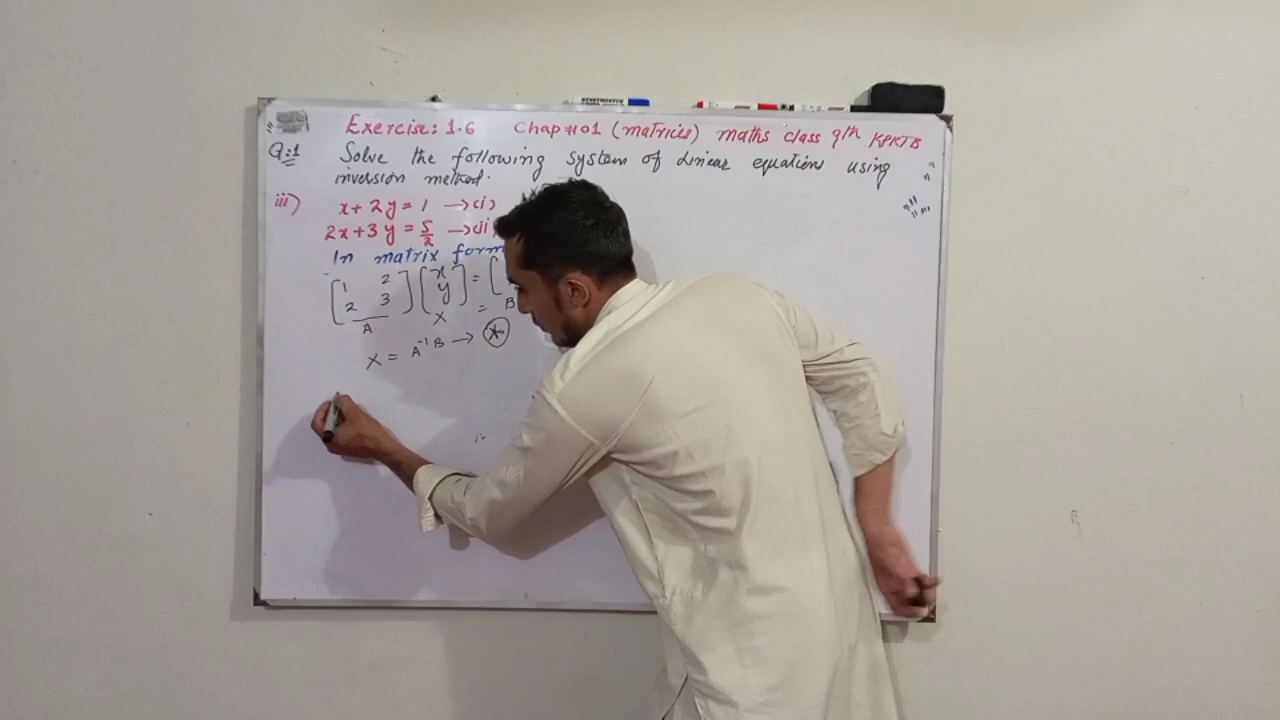 Exercise: 1.6 Chap#01 (matrices) maths class 9th KPKTB
Q:1 Solve the following system of Linear equations using
inversion method.
iii) x + 2y = 1 → (i)
2x + 3y = 5/2 → (ii
In matrix form
[1 2
2 3] [x
y] = [
A X = B
X = A⁻¹B → (*)